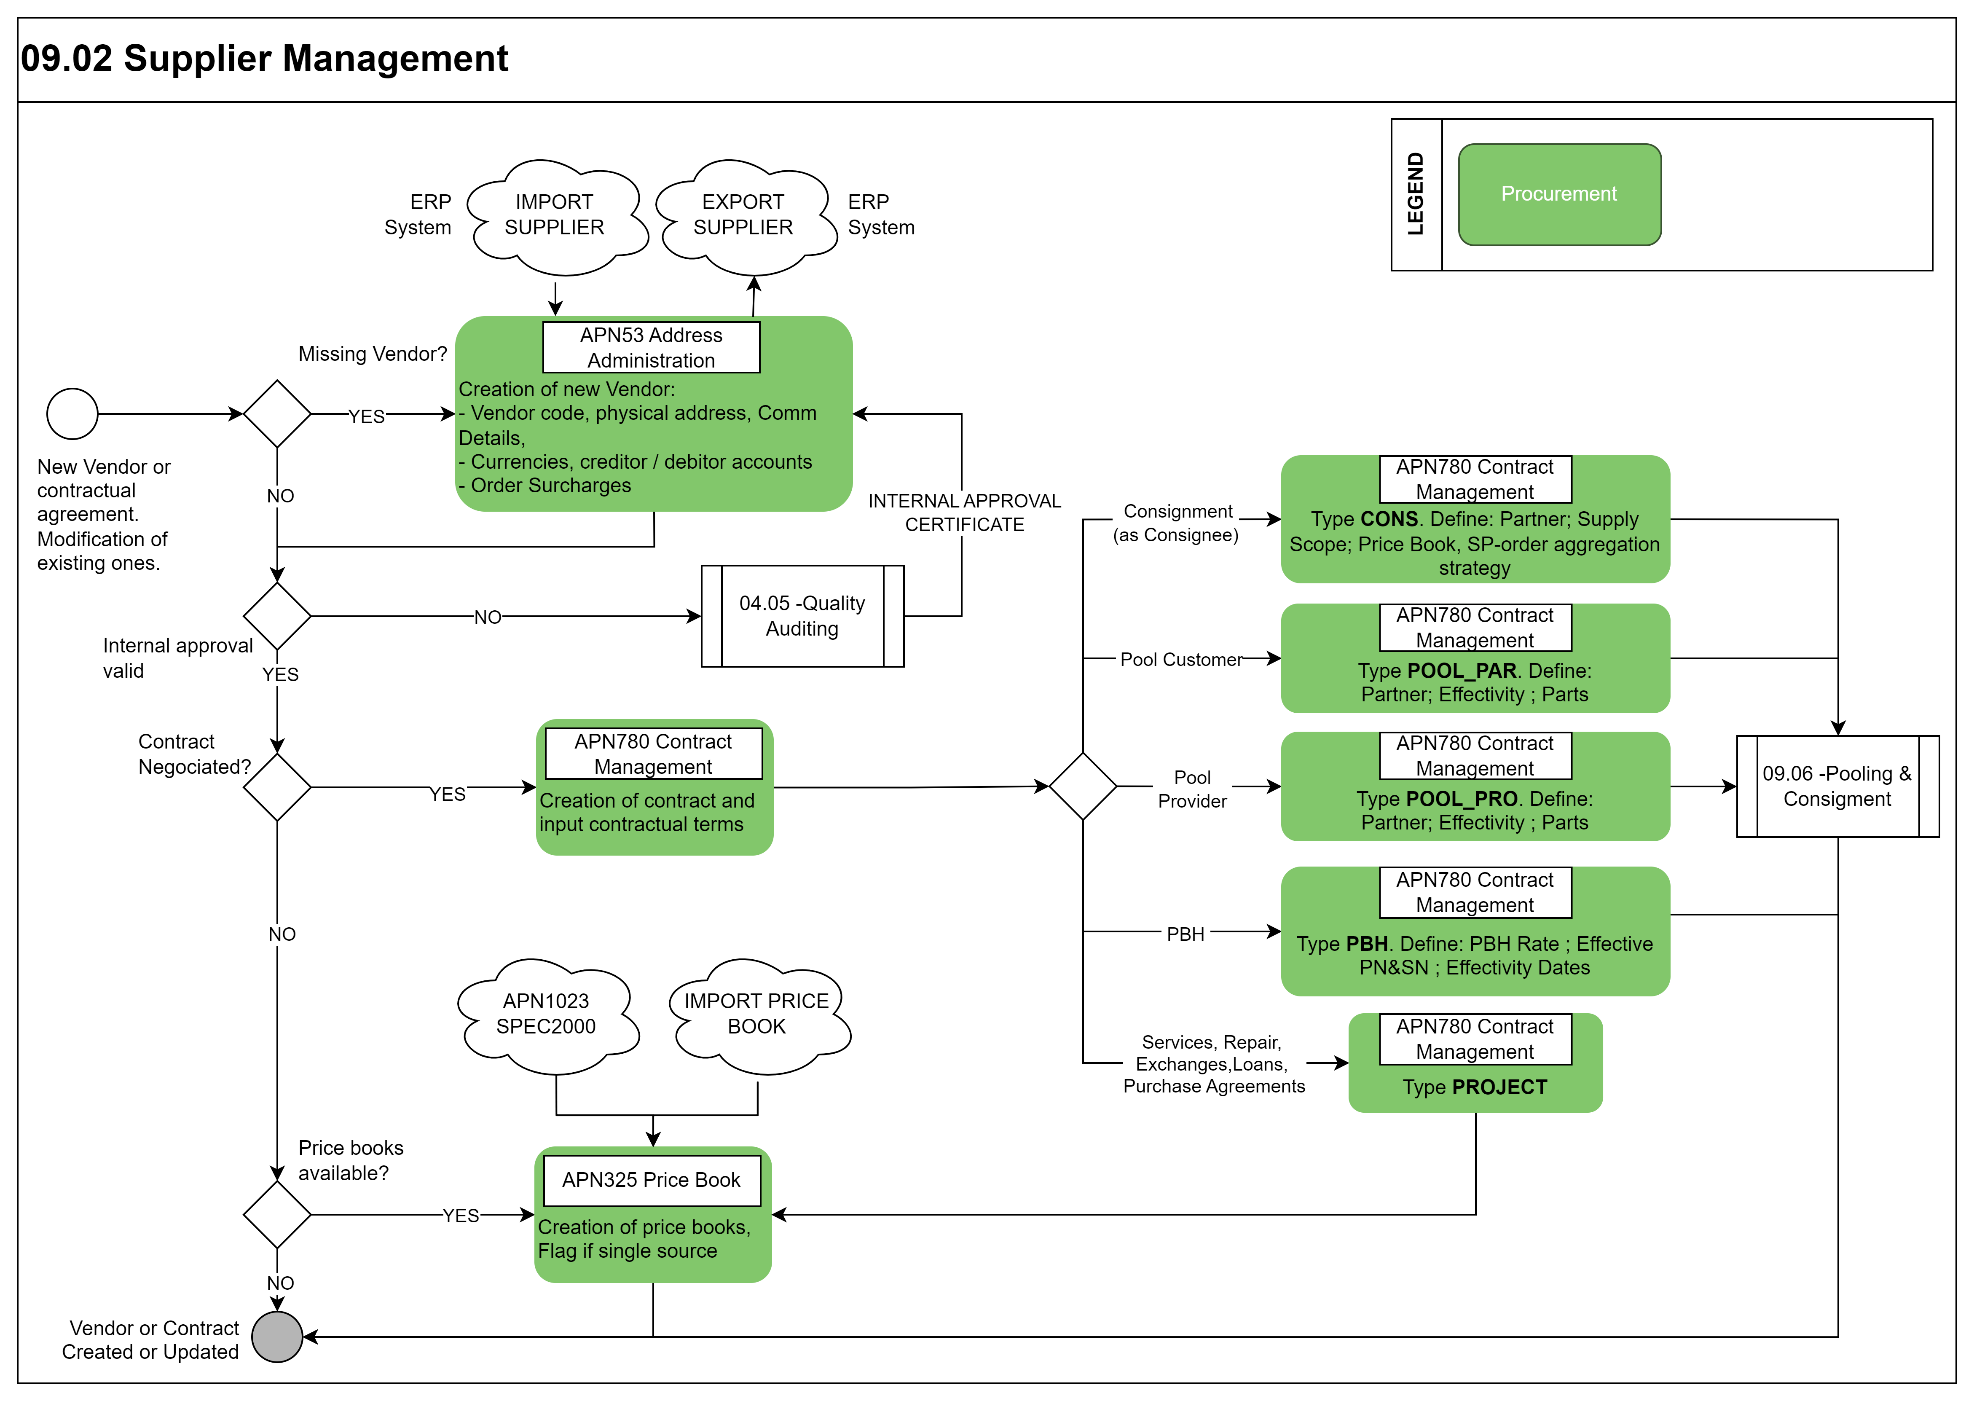 09.02 Supplier Management
LEGEND
Procurement
ERP
System
IMPORT
SUPPLIER
EXPORT
SUPPLIER
ERP
System
Missing Vendor?
APN53 Address
Administration
Creation of new Vendor:
- Vendor code, physical address, Comm
Details,
- Currencies, creditor / debitor accounts
- Order Surcharges
YES
New Vendor or
contractual
agreement.
Modification of
existing ones.
NO
INTERNAL APPROVAL
CERTIFICATE
Internal approval
valid
NO
04.05 -Quality
Auditing
YES
Contract
Negociated?
YES
APN780 Contract
Management
Creation of contract and
input contractual terms
Consignment
(as Consignee)
APN780 Contract
Management
Type CONS. Define: Partner; Supply
Scope; Price Book, SP-order aggregation
strategy
Pool Customer
APN780 Contract
Management
Type POOL_PAR. Define:
Partner; Effectivity ; Parts
Pool
Provider
APN780 Contract
Management
Type POOL_PRO. Define:
Partner; Effectivity ; Parts
09.06 -Pooling &
Consigment
PBH
APN780 Contract
Management
Type PBH. Define: PBH Rate ; Effective
PN&SN ; Effectivity Dates
Services, Repair,
Exchanges,Loans,
Purchase Agreements
APN780 Contract
Management
Type PROJECT
NO
APN1023
SPEC2000
IMPORT PRICE
BOOK
Price books
available?
YES
APN325 Price Book
Creation of price books,
Flag if single source
NO
Vendor or Contract
Created or Updated